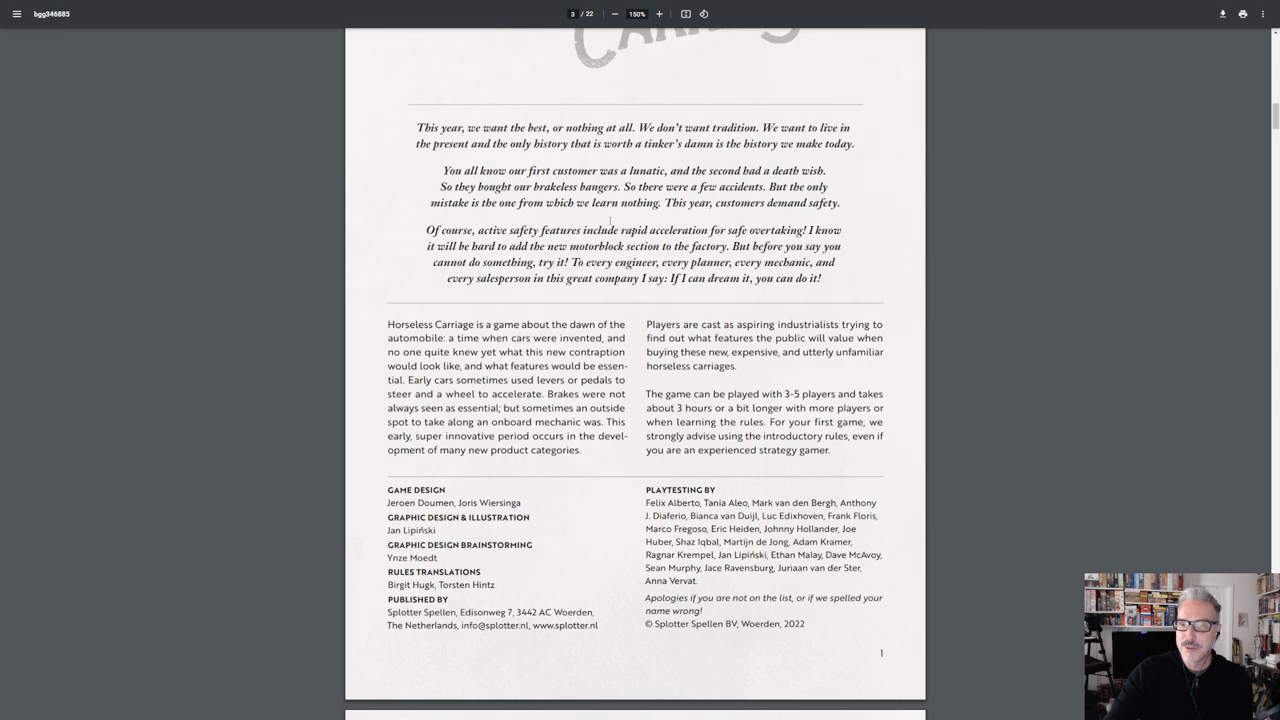 bgg346885
3 / 22
150%
This year, we want the best, or nothing at all. We don't want tradition. We want to live in
the present and the only history that is worth a tinker's damn is the history we make today.
You all know our first customer was a lunatic, and the second had a death wish.
So they bought our brakeless bangers. So there were a few accidents. But the only
mistake is the one from which we learn nothing. This year, customers demand safety.
Of course, active safety features include rapid acceleration for safe overtaking! I know
it will be hard to add the new motorblock section to the factory. But before you say you
cannot do something, try it! To every engineer, every planner, every mechanic, and
every salesperson in this great company I say: If I can dream it, you can do it!
Horseless Carriage is a game about the dawn of the
automobile: a time when cars were invented, and
no one quite knew yet what this new contraption
would look like, and what features would be essen-
tial. Early cars sometimes used levers or pedals to
steer and a wheel to accelerate. Brakes were not
always seen as essential; but sometimes an outside
spot to take along an onboard mechanic was. This
early, super innovative period occurs in the devel-
opment of many new product categories.
Players are cast as aspiring industrialists trying to
find out what features the public will value when
buying these new, expensive, and utterly unfamiliar
horseless carriages.
The game can be played with 3-5 players and takes
about 3 hours or a bit longer with more players or
when learning the rules. For your first game, we
strongly advise using the introductory rules, even if
you are an experienced strategy gamer.
GAME DESIGN
Jeroen Doumen, Joris Wiersinga
GRAPHIC DESIGN & ILLUSTRATION
Jan Lipiński
GRAPHIC DESIGN BRAINSTORMING
Ynze Moedt
RULES TRANSLATIONS
Birgit Hugk, Torsten Hintz
PUBLISHED BY
Splotter Spellen, Edisonweg 7, 3442 AC Woerden,
The Netherlands, info@splotter.nl, www.splotter.nl
PLAYTESTING BY
Felix Alberto, Tania Aleo, Mark van den Bergh, Anthony
J. Diaferio, Bianca van Duijl, Luc Edixhoven, Frank Floris,
Marco Fregoso, Eric Heiden, Johnny Hollander, Joe
Huber, Shaz Iqbal, Martijn de Jong, Adam Kramer,
Ragnar Krempel, Jan Lipiński, Ethan Malay, Dave McAvoy,
Sean Murphy, Jace Ravensburg, Juriaan van der Ster,
Anna Vervat.
Apologies if you are not on the list, or if we spelled your
name wrong!
© Splotter Spellen BV, Woerden, 2022
1